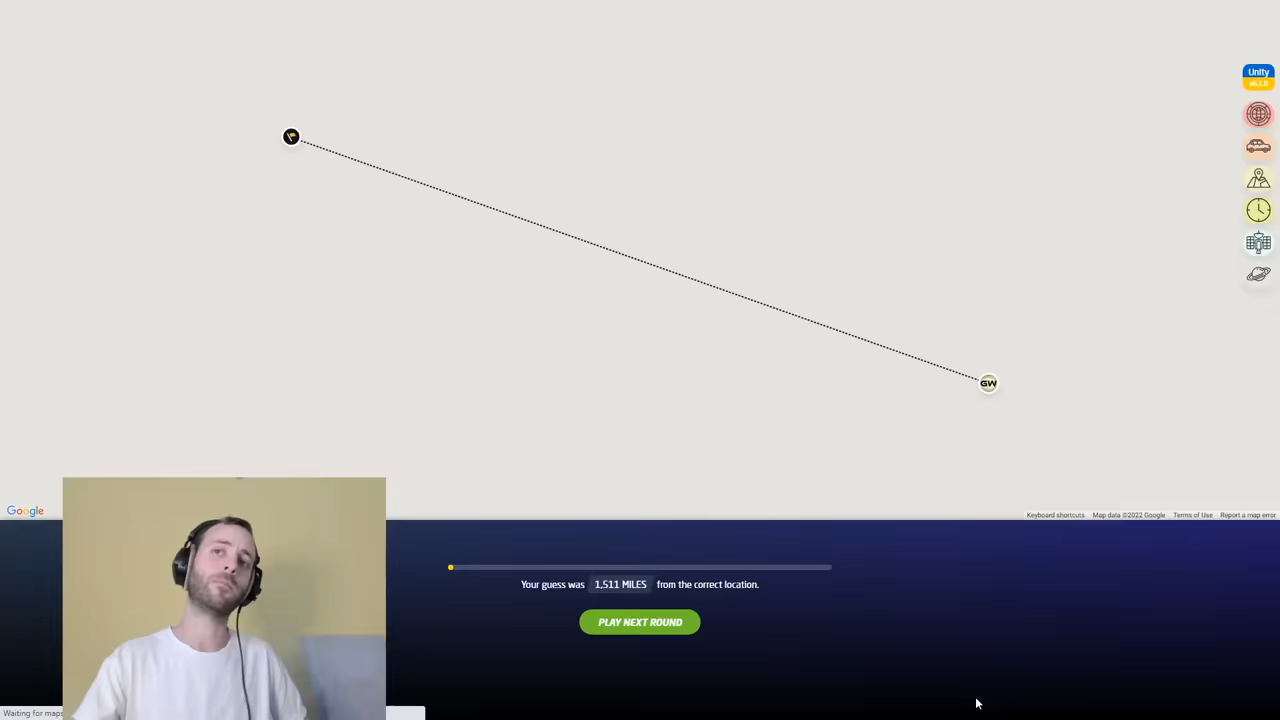 Unity
GW
Google
Keyboard shortcuts Map data ©2022 Google Terms of Use Report a map error
Your guess was 1,511 MILES from the correct location.
PLAY NEXT ROUND
Waiting for maps